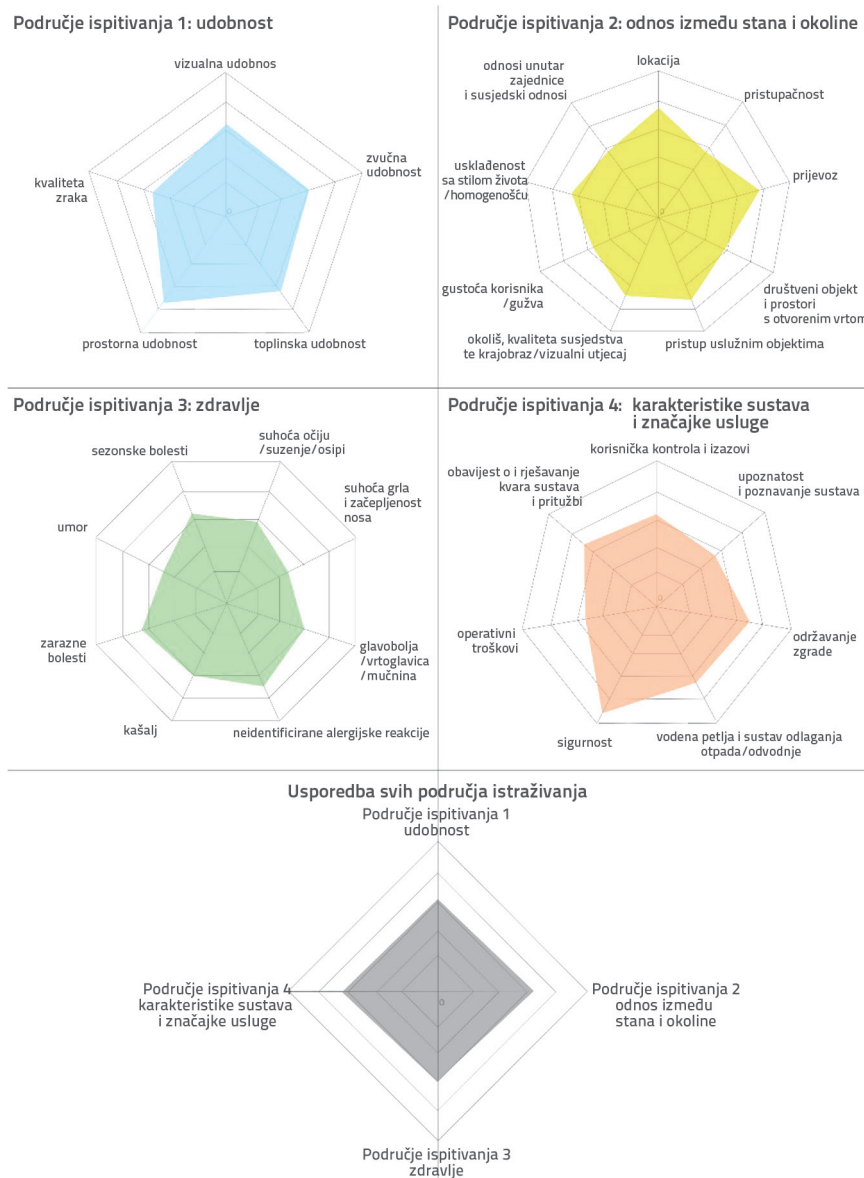 Područje ispitivanja 1: udobnost
vizualna udobnos
zvučna
udobnost
toplinska udobnost
prostorna udobnost
kvaliteta
zraka
Područje ispitivanja 2: odnos između stana i okoline
lokacija
pristupačnost
prijevoz
društveni objekt
i prostori
s otvorenim vrtom
pristup uslužnim objektima
okoliš, kvaliteta susjedstva
te krajobraz/vizualni utjecaj
gustoća korisnika
/gužva
usklađenost
sa stilom života
/homogenošću
odnosi unutar
zajednice
i susjedski odnosi
Područje ispitivanja 3: zdravlje
suhoća očiju
/suzenje/osipi
suhoća grla
i začepljenost
nosa
glavobolja
/vrtoglavica
/mučnina
neidentificirane alergijske reakcije
kašalj
zarazne
bolesti
umor
sezonske bolesti
Područje ispitivanja 4: karakteristike sustava
i značajke usluge
korisnička kontrola i izazovi
upoznatost
i poznavanje sustava
održavanje
zgrade
vodena petlja i sustav odlaganja
otpada/odvodnje
sigurnost
operativni
troškovi
obavijest o i rješavanje
kvara sustava
i pritužbi
Usporedba svih područja istraživanja
Područje ispitivanja 1
udobnost
Područje ispitivanja 2
odnos između
stana i okoline
Područje ispitivanja 3
zdravlje
Područje ispitivanja 4
karakteristike sustava
i značajke usluge